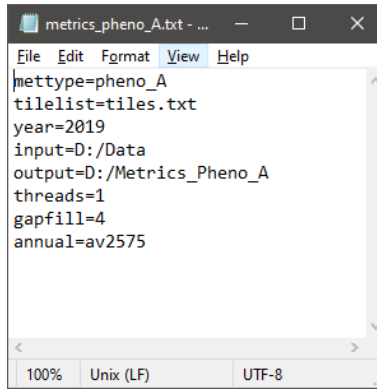 metrics_pheno_A.txt - ...
File Edit Format View Help
mettype=pheno_A
tilelist=tiles.txt
year=2019
input=D:/Data
output=D:/Metrics_Pheno_A
threads=1
gapfill=4
annual=av2575
100% Unix (LF) UTF-8